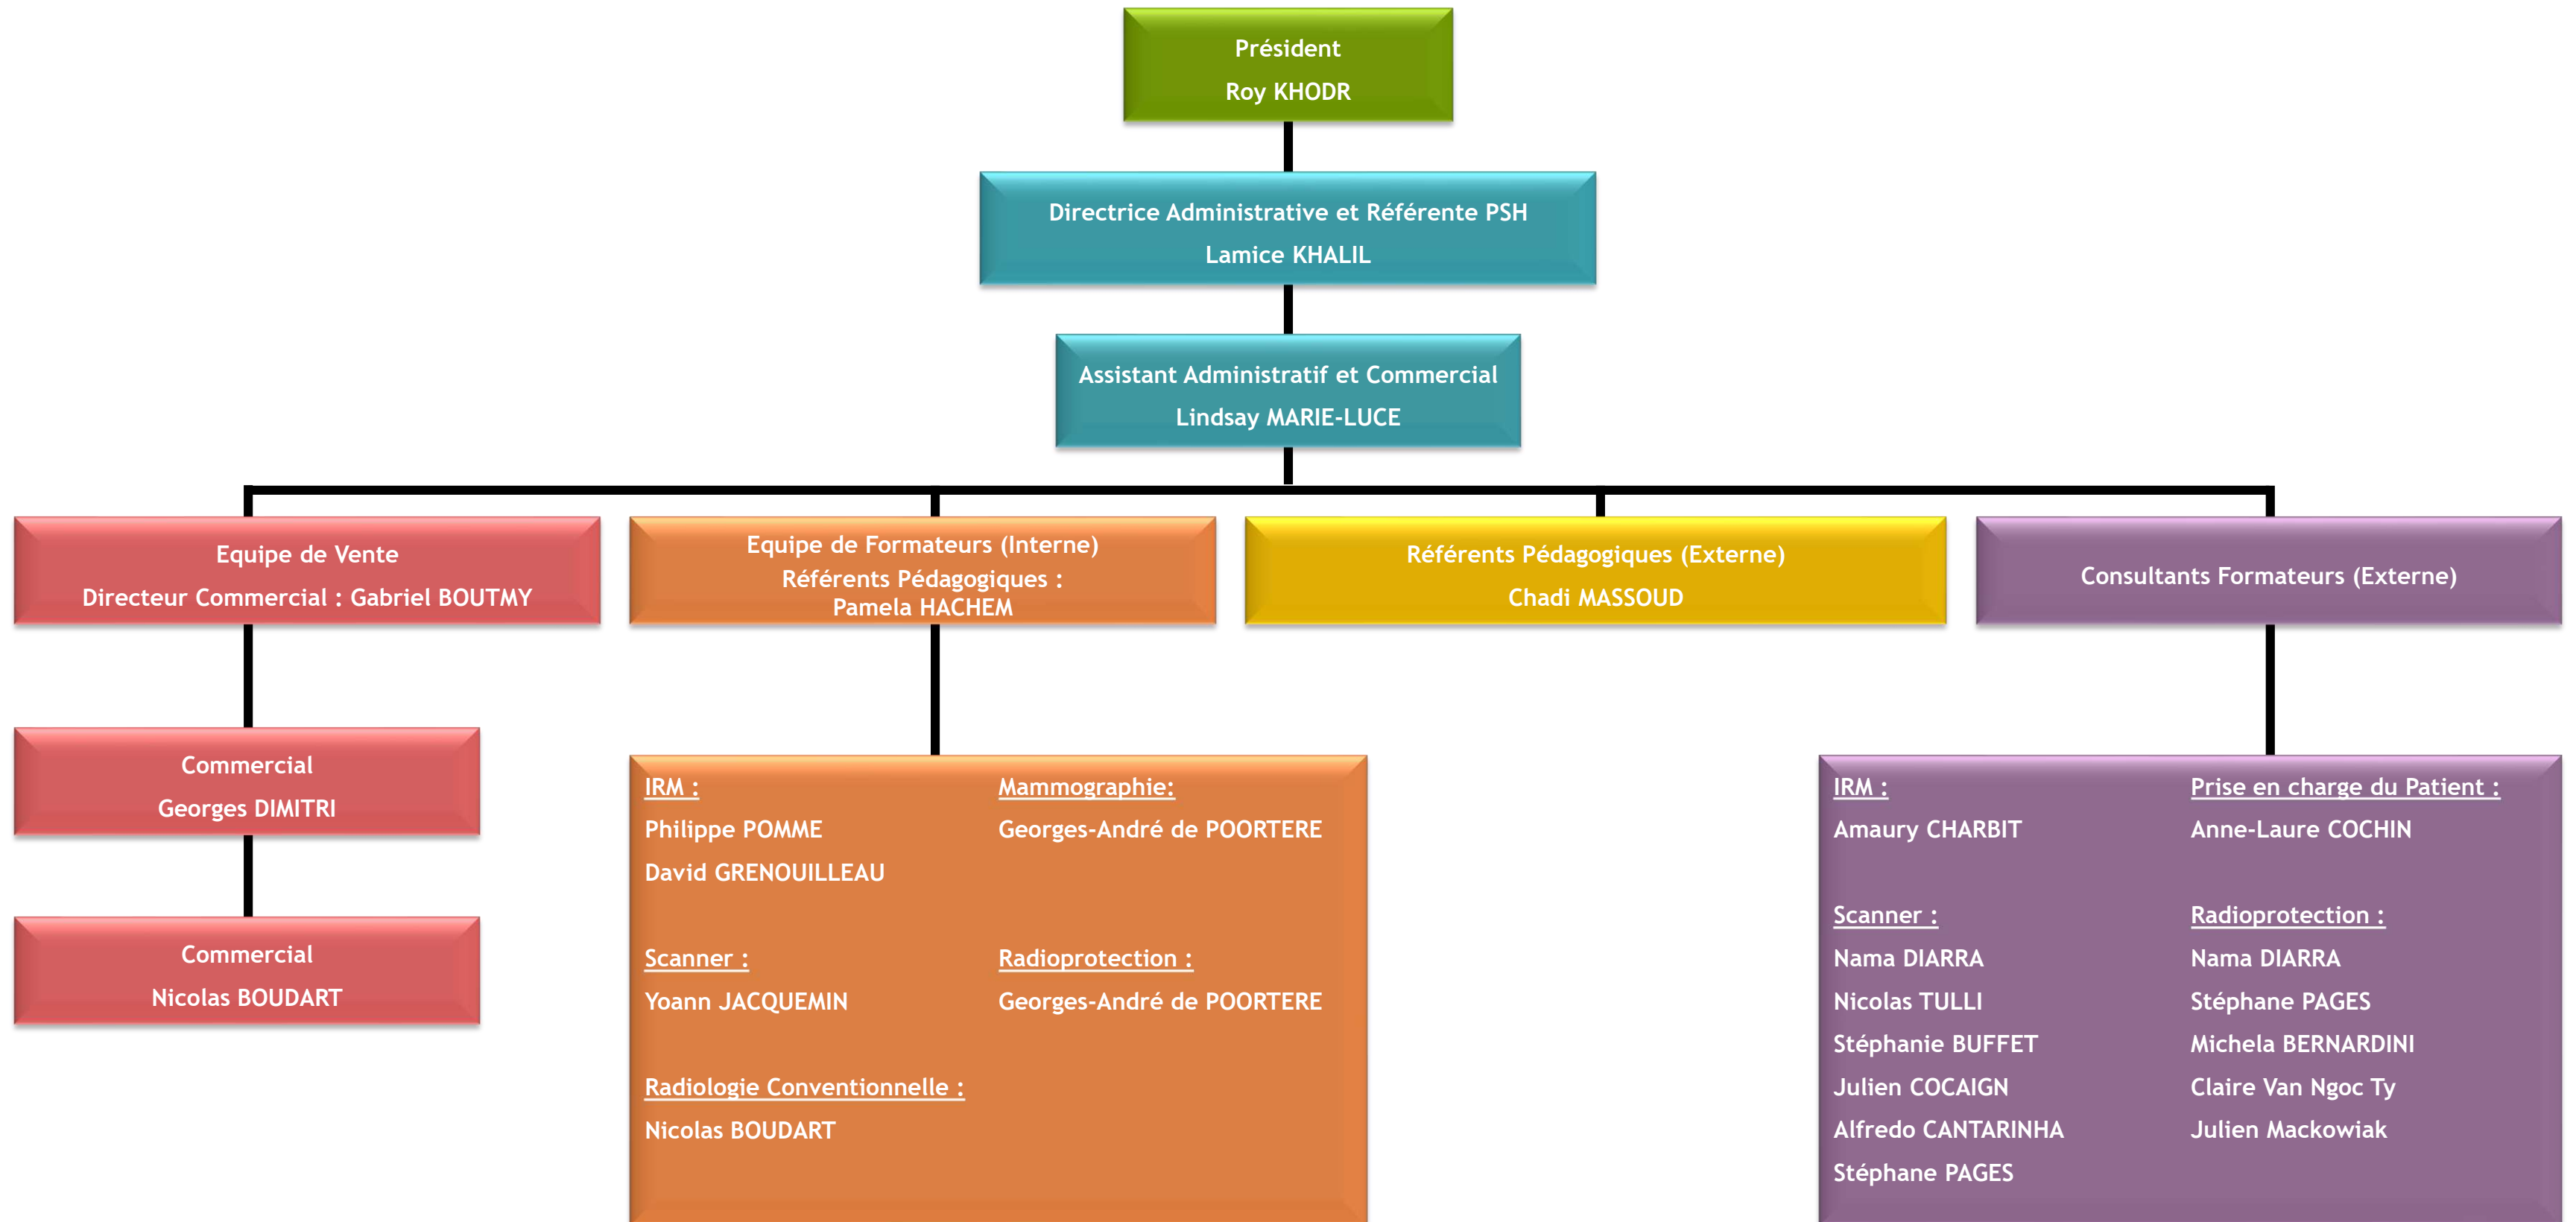 Président
Roy KHODR
Directrice Administrative et Référente PSH
Lamice KHALIL
Assistant Administratif et Commercial
Lindsay MARIE-LUCE
Equipe de Vente
Directeur Commercial : Gabriel BOUTMY
Equipe de Formateurs (Interne)
Référents Pédagogiques :
Pamela HACHEM
Référents Pédagogiques (Externe)
Chadi MASSOUD
Consultants Formateurs (Externe)
Commercial
Georges DIMITRI
Commercial
Nicolas BOUDART
IRM :
Philippe POMME
David GRENOUILLEAU
Scanner :
Yoann JACQUEMIN
Radiologie Conventionnelle :
Nicolas BOUDART
Mammographie:
Georges-André de POORTERE
Radioprotection :
Georges-André de POORTERE
IRM :
Amaury CHARBIT
Scanner :
Nama DIARRA
Nicolas TULLI
Stéphanie BUFFET
Julien COCAIGN
Alfredo CANTARINHA
Stéphane PAGES
Prise en charge du Patient :
Anne-Laure COCHIN
Radioprotection :
Nama DIARRA
Stéphane PAGES
Michela BERNARDINI
Claire Van Ngoc Ty
Julien Mackowiak